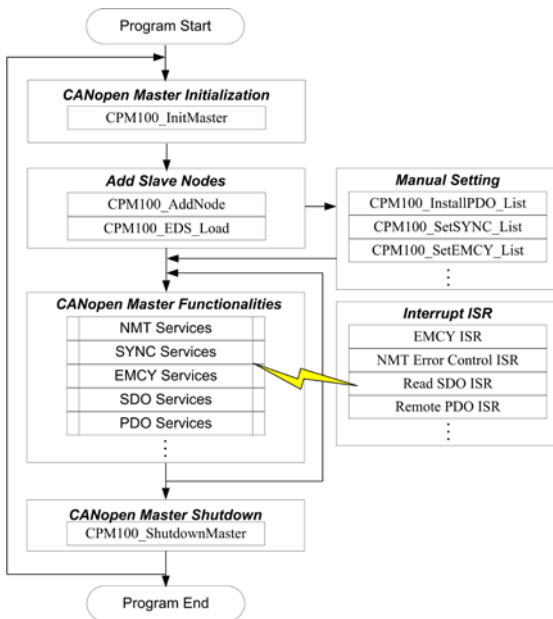 Program Start
CANopen Master Initialization
CPM100_InitMaster
Add Slave Nodes
CPM100_AddNode
CPM100_EDS_Load
Manual Setting
CPM100_InstallPDO_List
CPM100_SetSYNC_List
CPM100_SetEMCY_List
CANopen Master Functionalities
NMT Services
SYNC Services
EMCY Services
SDO Services
PDO Services
Interrupt ISR
EMCY ISR
NMT Error Control ISR
Read SDO ISR
Remote PDO ISR
CANopen Master Shutdown
CPM100_ShutdownMaster
Program End